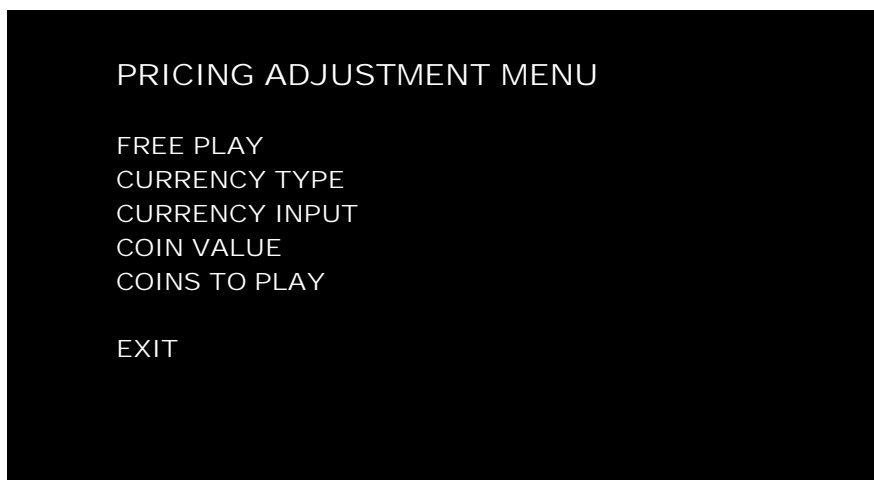 PRICING ADJUSTMENT MENU
FREE PLAY
CURRENCY TYPE
CURRENCY INPUT
COIN VALUE
COINS TO PLAY
EXIT